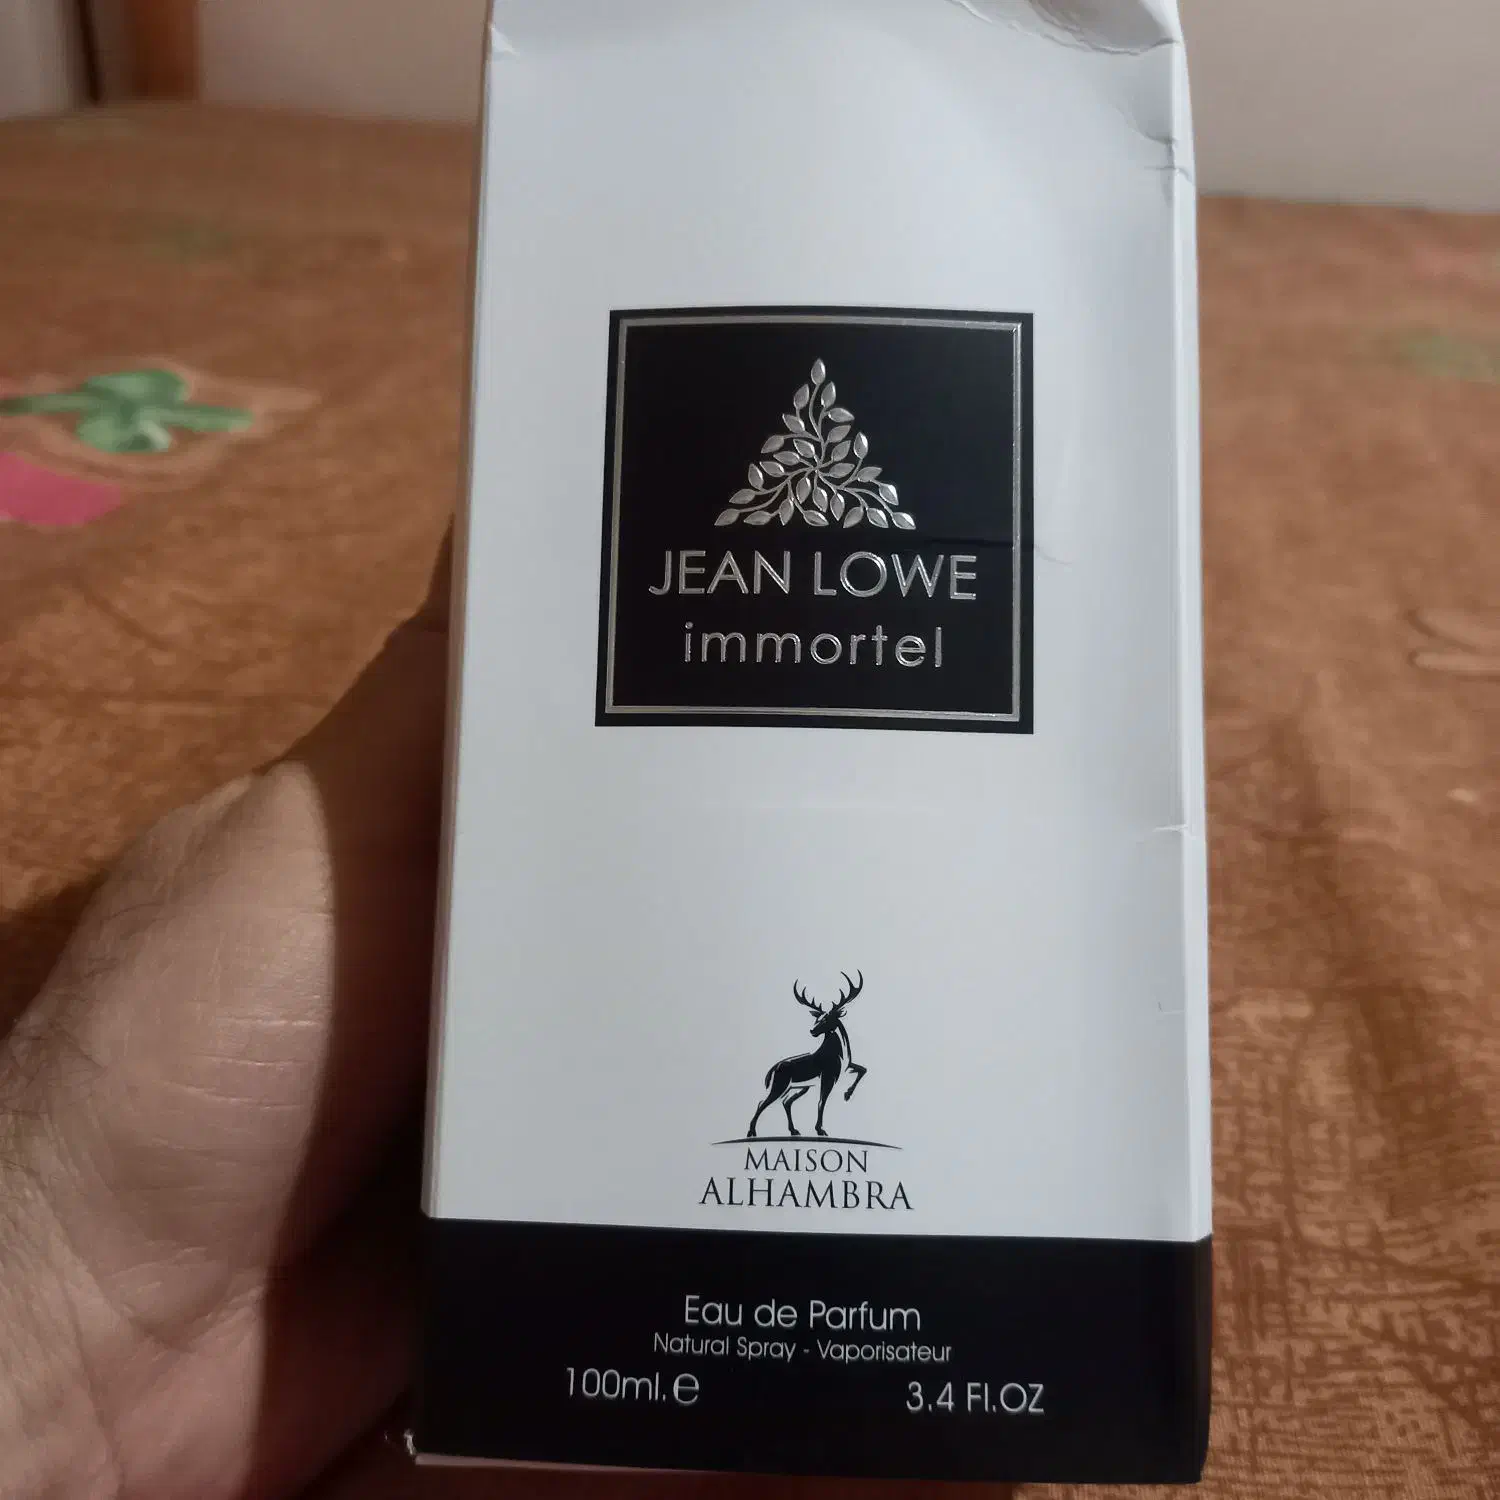 JEAN LOWE
immortel
MAISON
ALHAMBRA
Eau de Parfum
Natural Spray - Vaporisateur
100ml.e 3.4 Fl.OZ